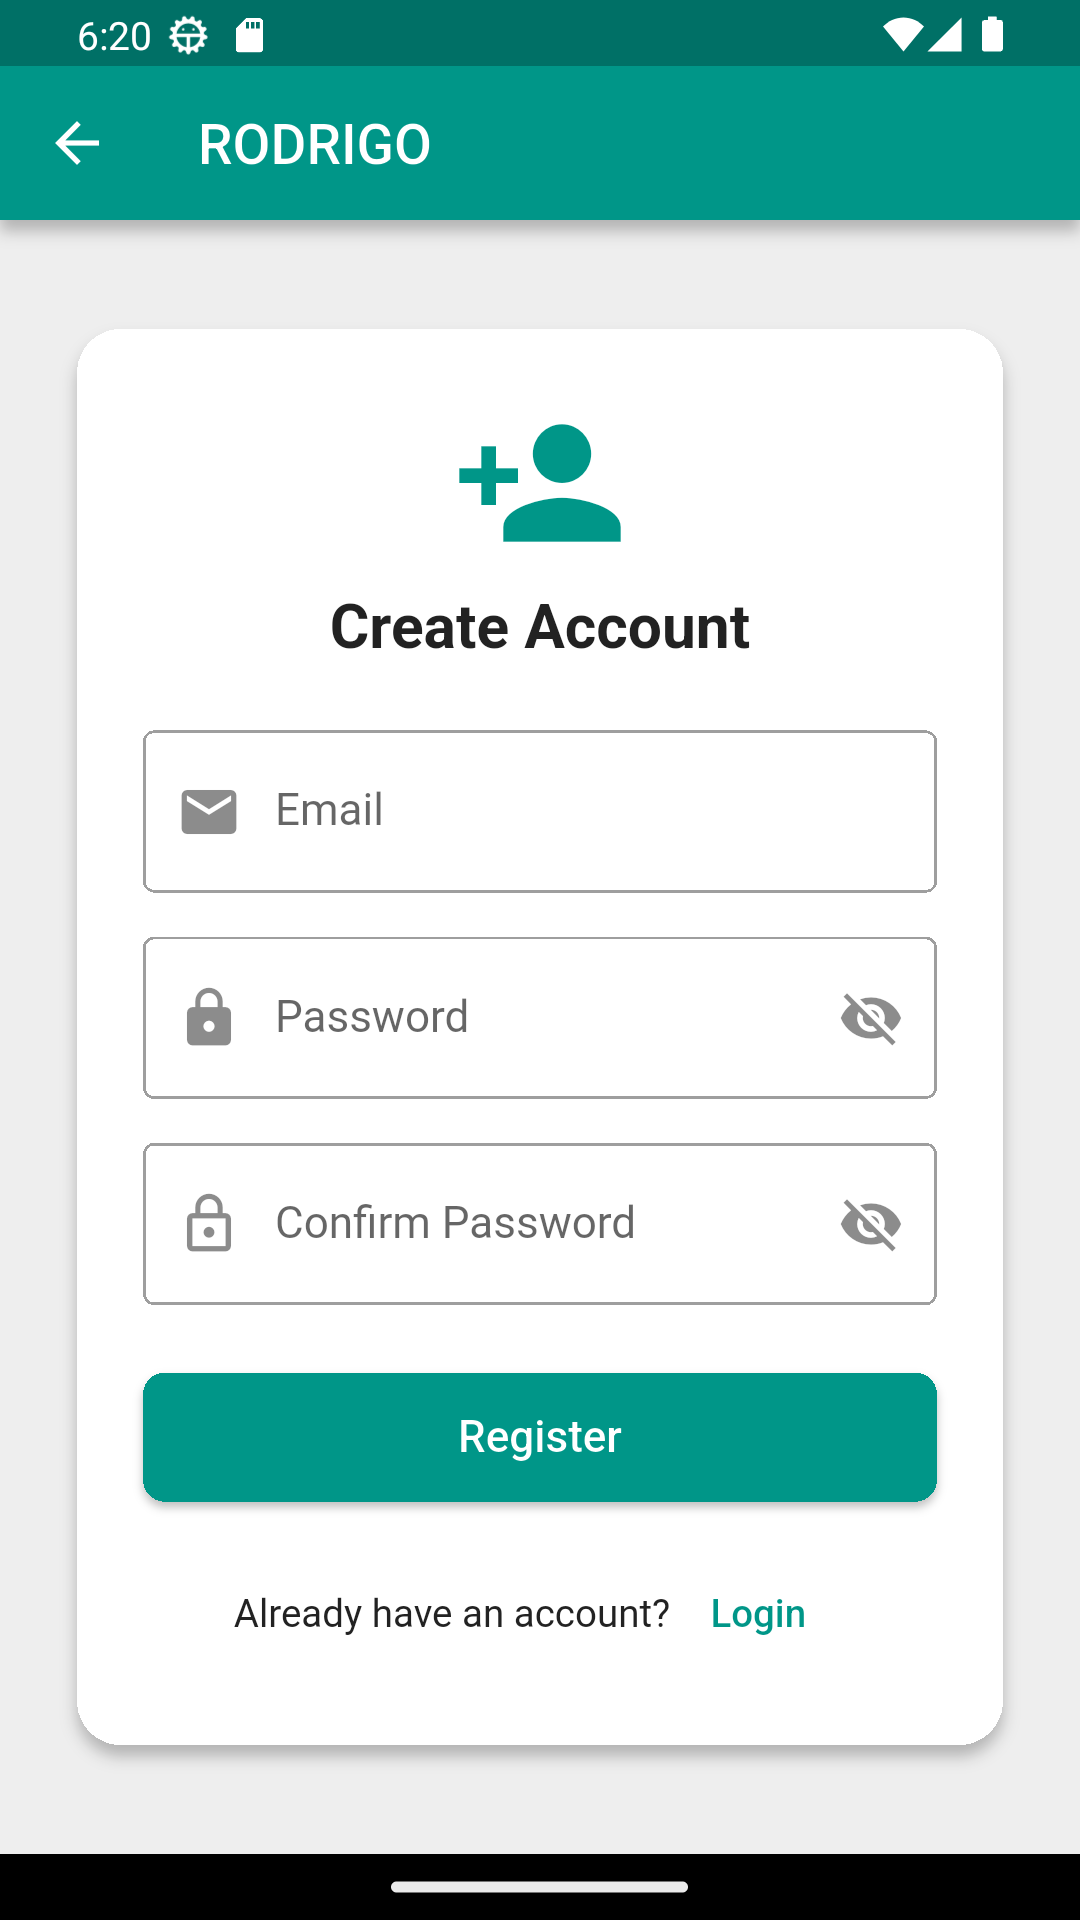 6:20
RODRIGO
Create Account
Email
Password
Confirm Password
Register
Already have an account? Login